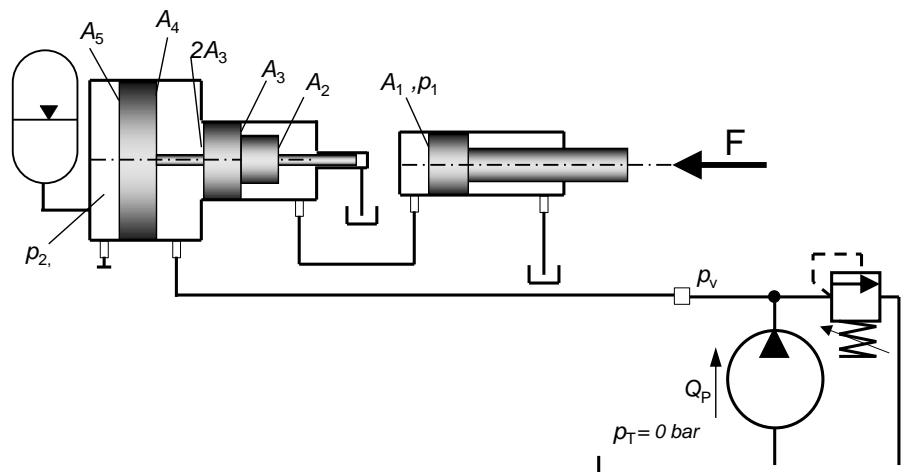 A4
A5
2A3
A3
A2
A1 ,p1
F
p2,
pv
QP
pT = 0 bar